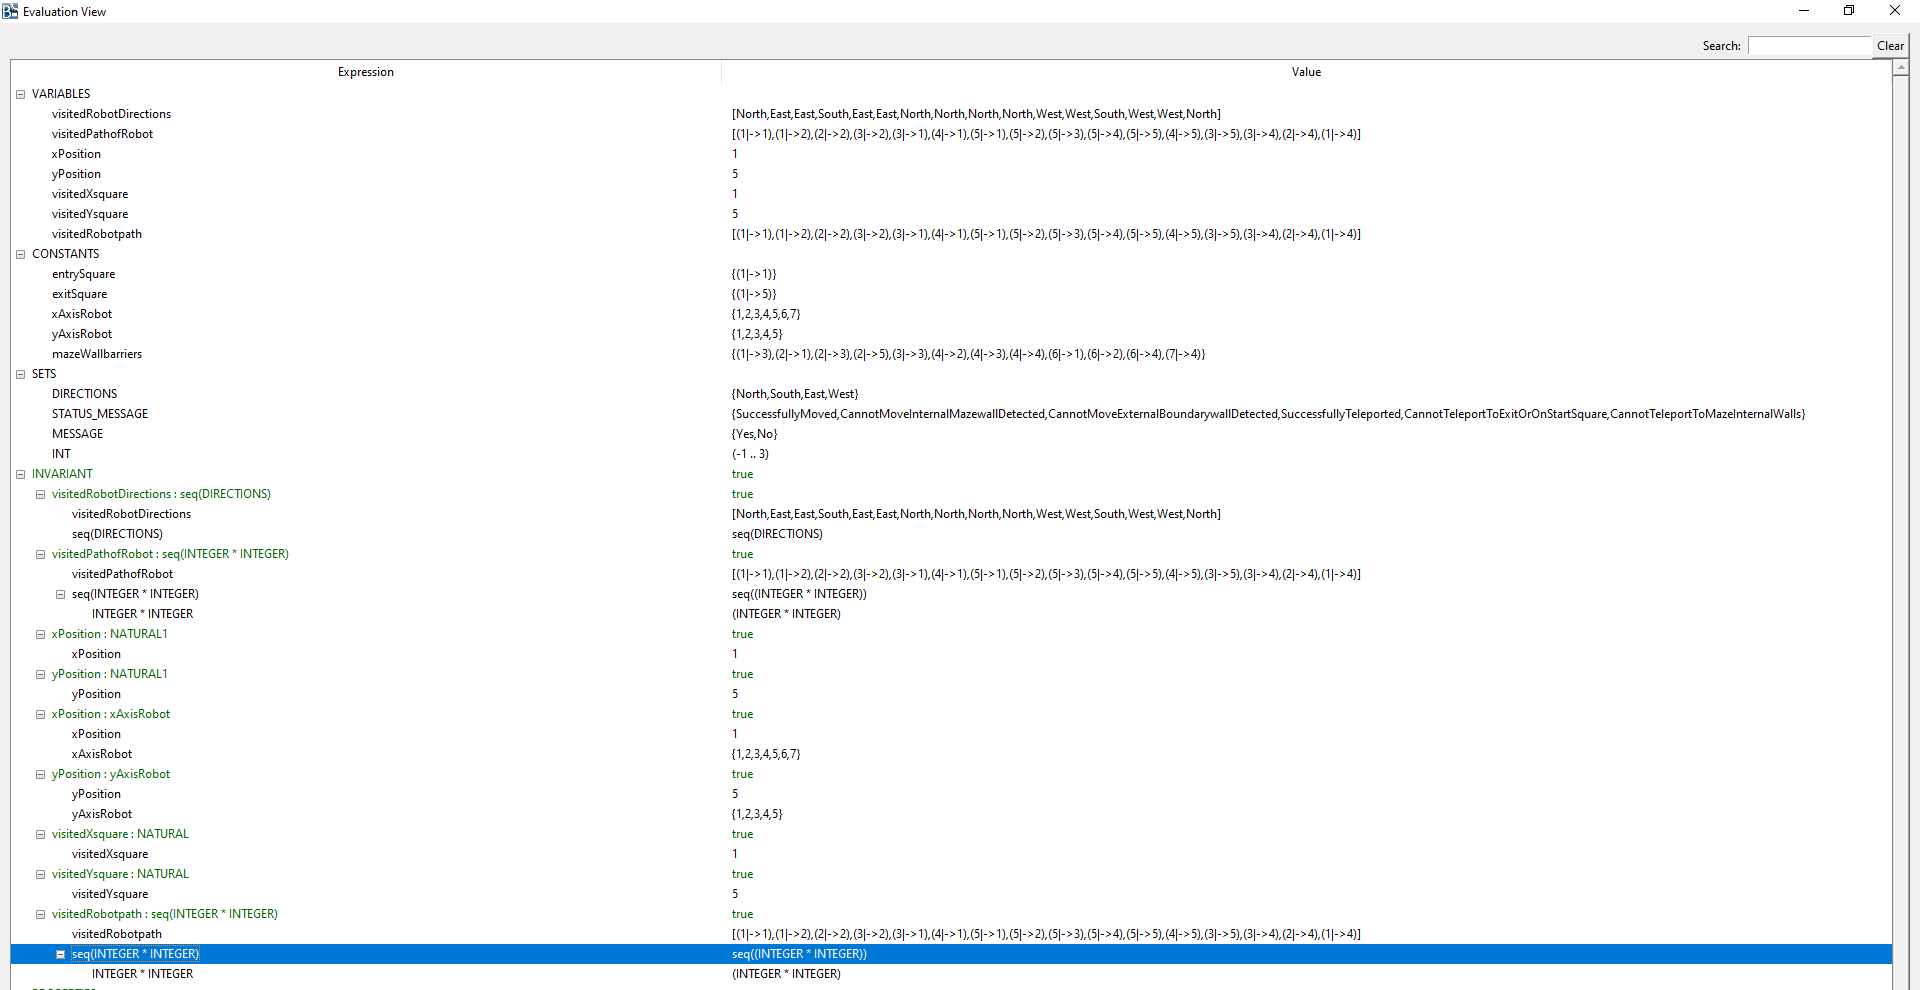 Evaluation View
Search: Clear
Expression Value
VARIABLES
visitedRobotDirections [North,East,East,South,East,East,North,North,North,North,West,West,South,West,West,North]
visitedPathofRobot [(1|->1),(1|->2),(2|->2),(3|->2),(3|->1),(4|->1),(5|->1),(5|->2),(5|->3),(5|->4),(5|->5),(4|->5),(3|->5),(3|->4),(2|->4),(1|->4)]
xPosition 1
yPosition 5
visitedXsquare 1
visitedYsquare 5
visitedRobotpath [(1|->1),(1|->2),(2|->2),(3|->2),(3|->1),(4|->1),(5|->1),(5|->2),(5|->3),(5|->4),(5|->5),(4|->5),(3|->5),(3|->4),(2|->4),(1|->4)]
CONSTANTS
entrySquare {(1|->1)}
exitSquare {(1|->5)}
xAxisRobot {1,2,3,4,5,6,7}
yAxisRobot {1,2,3,4,5}
mazeWallbarriers {(1|->3),(2|->1),(2|->3),(2|->5),(3|->3),(4|->2),(4|->3),(4|->4),(6|->1),(6|->2),(6|->4),(7|->4)}
SETS
DIRECTIONS {North,South,East,West}
STATUS_MESSAGE {SuccessfullyMoved,CannotMoveInternalMazewallDetected,CannotMoveExternalBoundarywallDetected,SuccessfullyTeleported,CannotTeleportToExitOrOnStartSquare,CannotTeleportToMazeInternalWalls}
MESSAGE {Yes,No}
INT (-1 .. 3)
INVARIANT true
visitedRobotDirections : seq(DIRECTIONS) true
visitedRobotDirections [North,East,East,South,East,East,North,North,North,North,West,West,South,West,West,North]
seq(DIRECTIONS) seq(DIRECTIONS)
visitedPathofRobot : seq(INTEGER * INTEGER) true
visitedPathofRobot [(1|->1),(1|->2),(2|->2),(3|->2),(3|->1),(4|->1),(5|->1),(5|->2),(5|->3),(5|->4),(5|->5),(4|->5),(3|->5),(3|->4),(2|->4),(1|->4)]
seq(INTEGER * INTEGER) seq((INTEGER * INTEGER))
INTEGER * INTEGER (INTEGER * INTEGER)
xPosition : NATURAL1 true
xPosition 1
yPosition : NATURAL1 true
yPosition 5
xPosition : xAxisRobot true
xPosition 1
xAxisRobot {1,2,3,4,5,6,7}
yPosition : yAxisRobot true
yPosition 5
yAxisRobot {1,2,3,4,5}
visitedXsquare : NATURAL true
visitedXsquare 1
visitedYsquare : NATURAL true
visitedYsquare 5
visitedRobotpath : seq(INTEGER * INTEGER) true
visitedRobotpath [(1|->1),(1|->2),(2|->2),(3|->2),(3|->1),(4|->1),(5|->1),(5|->2),(5|->3),(5|->4),(5|->5),(4|->5),(3|->5),(3|->4),(2|->4),(1|->4)]
seq(INTEGER * INTEGER) seq((INTEGER * INTEGER))
INTEGER * INTEGER (INTEGER * INTEGER)